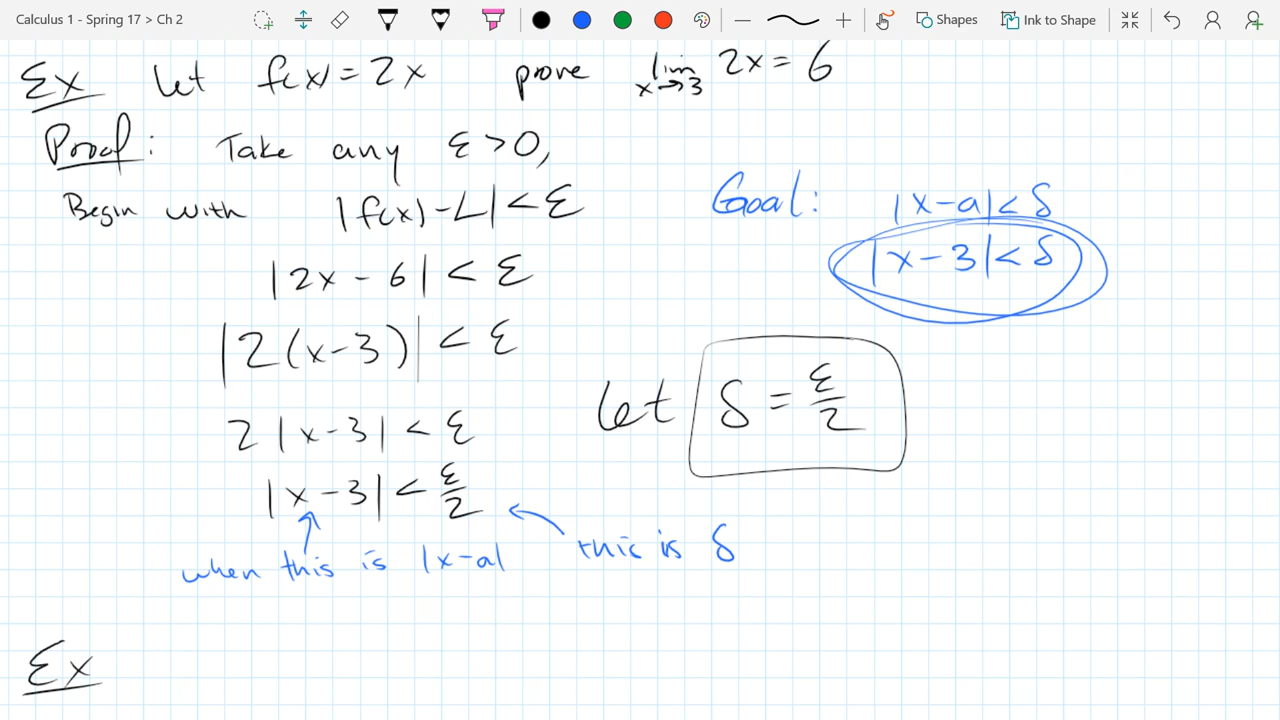 Calculus 1 - Spring 17 > Ch 2
Shapes
Ink to Shape
Ex Let f(x) = 2x prove lim x→3 2x = 6
Proof: Take any ε > 0,
Begin with |f(x) - L| < ε
Goal: |x - a| < δ
|x - 3| < δ
|2x - 6| < ε
|2(x - 3)| < ε
let δ = ε/2
2|x - 3| < ε
|x - 3| < ε/2
when this is |x - a|
this is δ
Ex